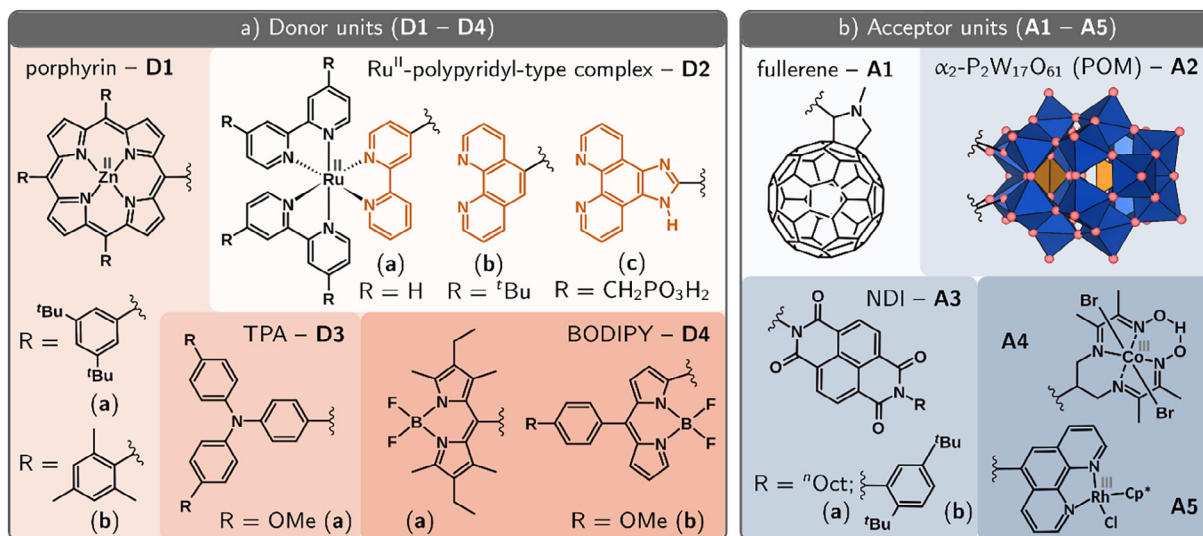 a) Donor units (D1 – D4)
porphyrin – D1
R
R
R
II
Zn
N
N
N
N
R =
ᵗBu
ᵗBu
(a)
R =
(b)
Ruᴵᴵ-polypyridyl-type complex – D2
R
R
R
R
N
N
N
N
II
Ru
N
N
(a)
N
N
(b)
N
N
N
N
H
(c)
R = H
R = ᵗBu
R = CH₂PO₃H₂
TPA – D3
R
N
R
R = OMe (a)
BODIPY – D4
F
F
B
N
N
(a)
R
N
N
B
F
F
R = OMe (b)
b) Acceptor units (A1 – A5)
fullerene – A1
N
α₂-P₂W₁₇O₆₁ (POM) – A2
NDI – A3
O
O
N
O
O
N
R
R = ⁿOct;
(a)
ᵗBu
ᵗBu
(b)
A4
Br
N
O
H
O
N
III
Co
N
N
Br
A5
N
N
III
Rh
Cp*
Cl